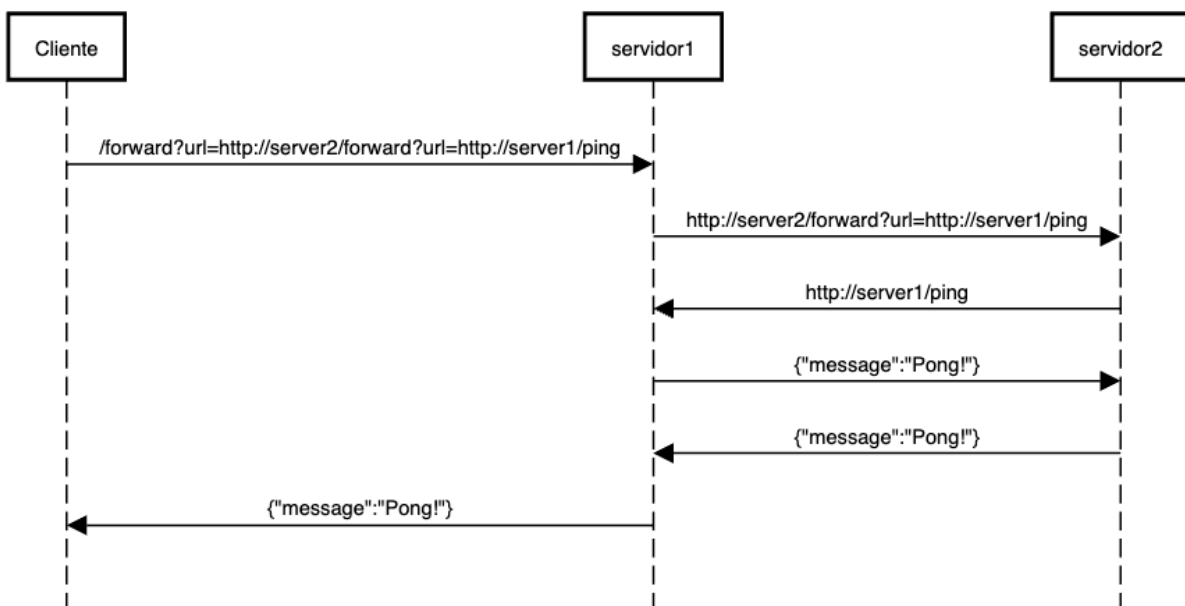 Cliente
servidor1
servidor2
/forward?url=http://server2/forward?url=http://server1/ping
http://server2/forward?url=http://server1/ping
http://server1/ping
{"message":"Pong!"}
{"message":"Pong!"}
{"message":"Pong!"}